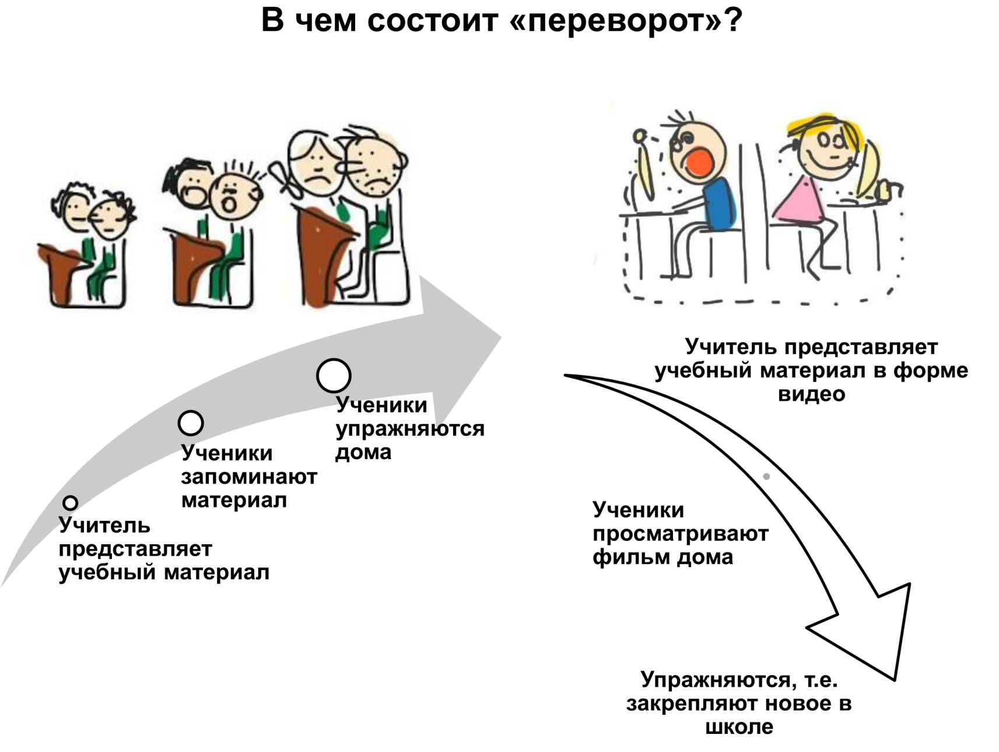 В чем состоит «переворот»?
Учитель
представляет
учебный материал
Ученики
запоминают
материал
Ученики
упражняются
дома
Учитель представляет
учебный материал в форме
видео
Ученики
просматривают
фильм дома
Упражняются, т.е.
закрепляют новое в
школе